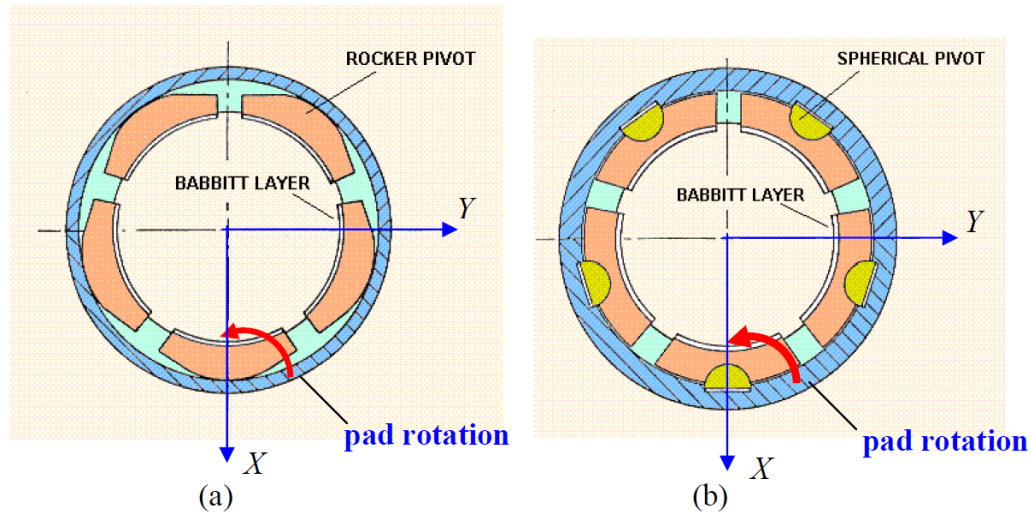 ROCKER PIVOT
BABBITT LAYER
Y
X
pad rotation
(a)
SPHERICAL PIVOT
BABBITT LAYER
Y
X
pad rotation
(b)